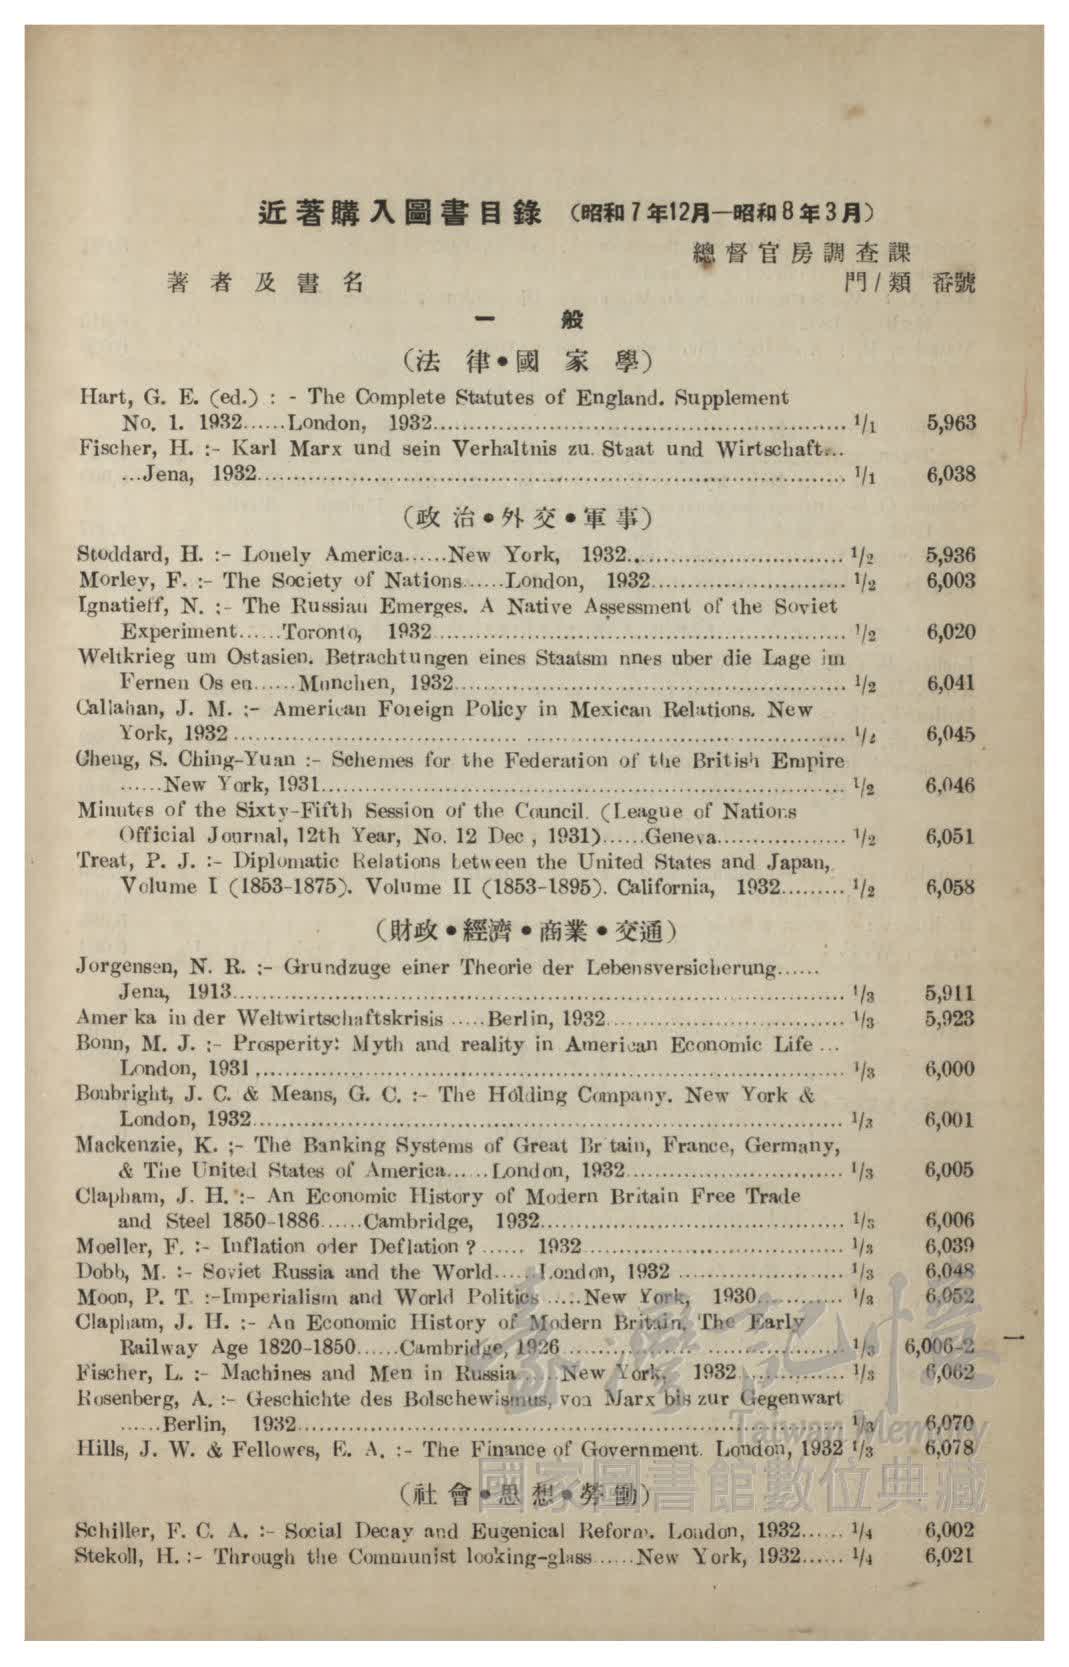 近著購入圖書目錄 (昭和7年12月—昭和8年3月)
總督官房調査課
著者及書名 門/類 番號
一般
(法律●國家學)
Hart, G. E. (ed.) : - The Complete Statutes of England. Supplement
No. 1. 1932......London, 1932............ 1/1 5,963
Fischer, H. :- Karl Marx und sein Verhaltnis zu. Staat und Wirtschaft...
...Jena, 1932............ 1/1 6,038
(政治●外交●軍事)
Stoddard, H. :- Lonely America......New York, 1932............ 1/2 5,936
Morley, F. :- The Society of Nations......London, 1932............ 1/2 6,003
Ignatieff, N. :- The Russian Emerges. A Native Assessment of the Soviet
Experiment......Toronto, 1932............ 1/2 6,020
Weltkrieg um Ostasien. Betrachtungen eines Staatsm nnes uber die Lage im
Fernen Os en......Munchen, 1932............ 1/2 6,041
Callahan, J. M. :- American Foreign Policy in Mexican Relations. New
York, 1932............ 1/2 6,045
Cheng, S. Ching-Yuan :- Schemes for the Federation of the British Empire
......New York, 1931............ 1/2 6,046
Minutes of the Sixty-Fifth Session of the Council. (League of Nations
Official Journal, 12th Year, No. 12 Dec , 1931)......Geneva............ 1/2 6,051
Treat, P. J. :- Diplomatic Relations between the United States and Japan,
Volume I (1853-1875). Volume II (1853-1895). California, 1932......... 1/2 6,058
(財政●經濟●商業●交通)
Jorgensen, N. R. :- Grundzuge einer Theorie der Lebensversicherung......
Jena, 1913............ 1/3 5,911
Amer ka in der Weltwirtschaftskrisis .....Berlin, 1932............ 1/3 5,923
Bonn, M. J. :- Prosperity: Myth and reality in American Economic Life ...
London, 1931............ 1/3 6,000
Bonbright, J. C. & Means, G. C. :- The Holding Company. New York &
London, 1932............ 1/3 6,001
Mackenzie, K. ;- The Banking Systems of Great Br tain, France, Germany,
& The United States of America......London, 1932............ 1/3 6,005
Clapham, J. H. :- An Economic History of Modern Britain Free Trade
and Steel 1850-1886......Cambridge, 1932............ 1/3 6,006
Moeller, F. :- Inflation oder Deflation ? ...... 1932............ 1/3 6,039
Dobb, M. :- Soviet Russia and the World......London, 1932 ............ 1/3 6,048
Moon, P. T. :-Imperialism and World Politics .....New York, 1930............ 1/3 6,052
Clapham, J. H. :- An Economic History of Modern Britain, The Early
Railway Age 1820-1850......Cambridge, 1926............ 1/3 6,006-2
Fischer, L. :- Machines and Men in Russia......New York, 1932............ 1/3 6,062
Rosenberg, A. :- Geschichte des Bolschewismus, von Marx bis zur Gegenwart
......Berlin, 1932............ 1/3 6,070
Hills, J. W. & Fellowes, E. A. :- The Finance of Government. London, 1932 1/3 6,078
(社會●思想●勞働)
Schiller, F. C. A. :- Social Decay and Eugenical Reform. London, 1932...... 1/4 6,002
Stekoll, H. :- Through the Communist looking-glass......New York, 1932...... 1/4 6,021
一
臺灣記憶
Taiwan Memory
國家圖書館數位典藏